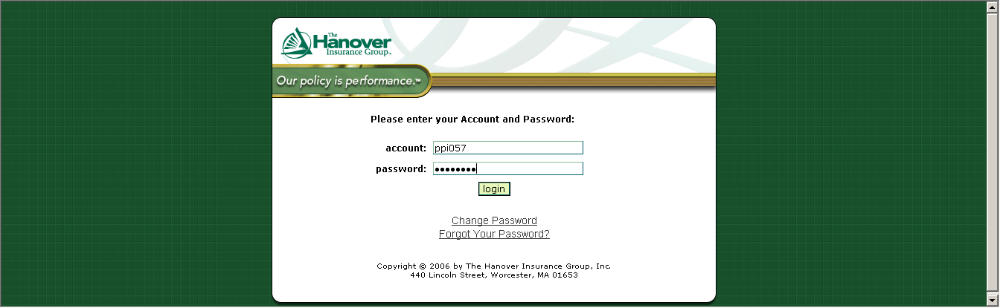 The
Hanover
Insurance Group™
Our policy is performance.™
Please enter your Account and Password:
account: ppi057
password: ●●●●●●●●
login
Change Password
Forgot Your Password?
Copyright © 2006 by The Hanover Insurance Group, Inc.
440 Lincoln Street, Worcester, MA 01653